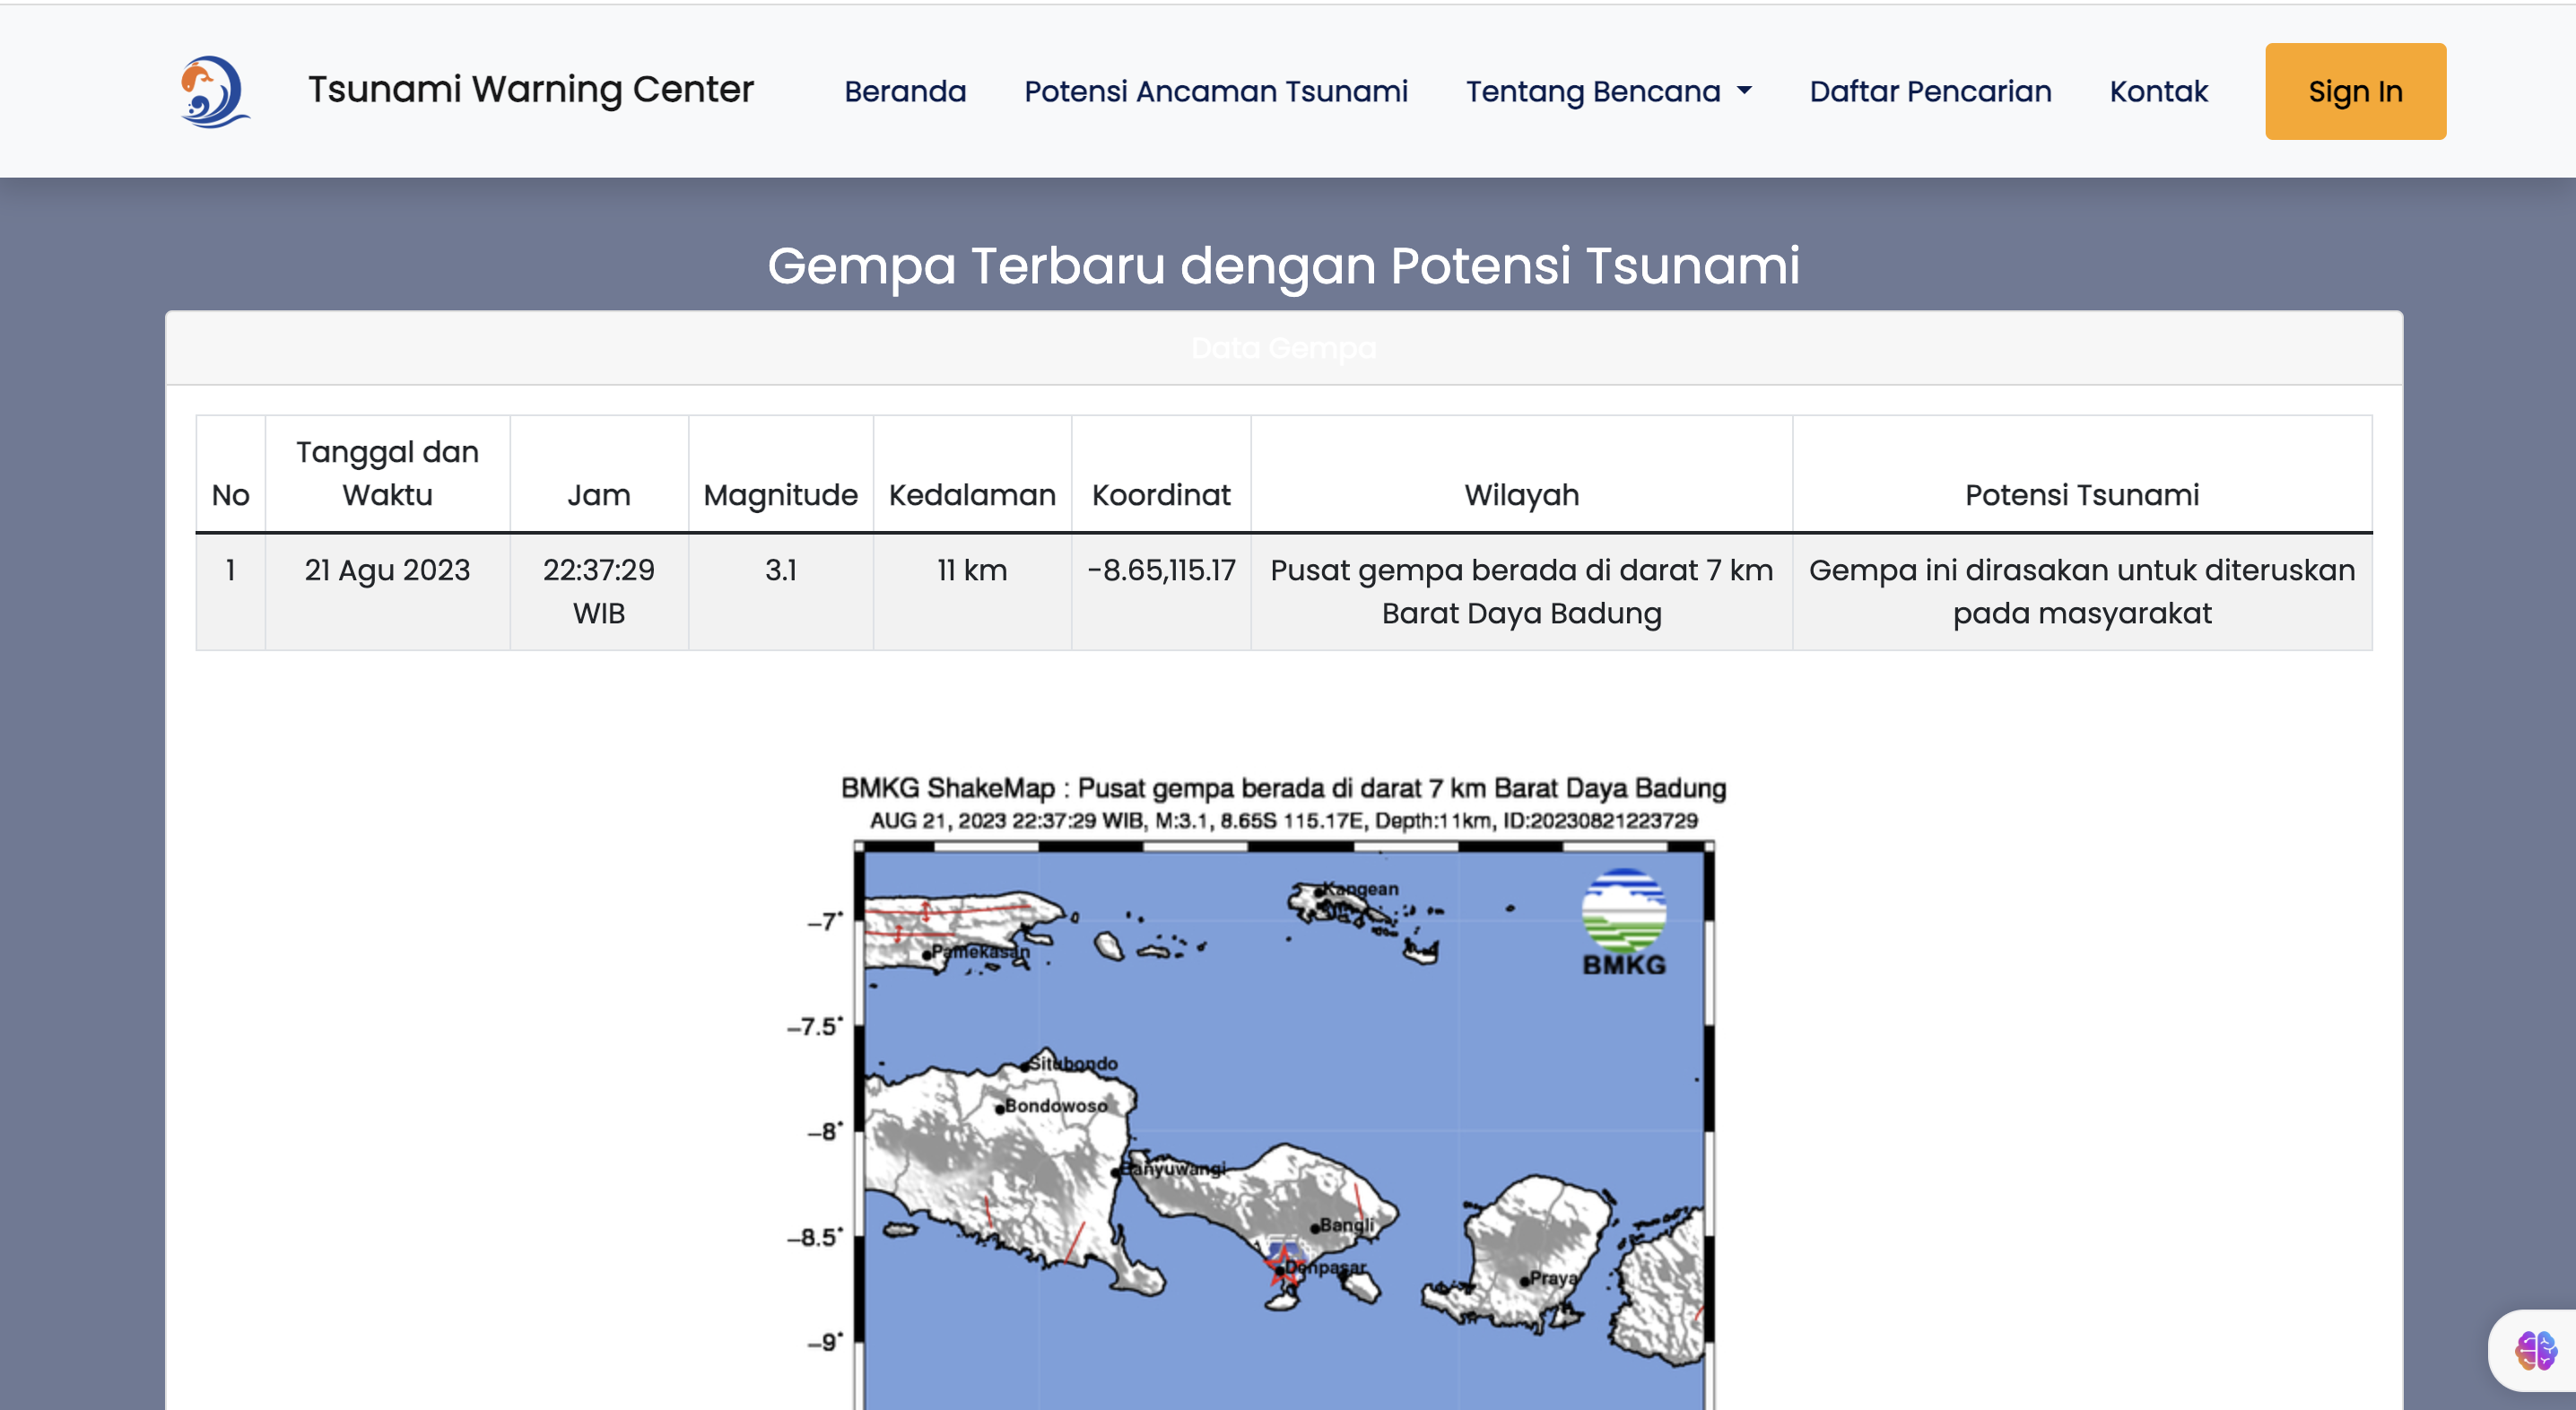 Tsunami Warning Center Beranda Potensi Ancaman Tsunami Tentang Bencana Daftar Pencarian Kontak Sign In
Gempa Terbaru dengan Potensi Tsunami
Data Gempa
No Tanggal dan Waktu Jam Magnitude Kedalaman Koordinat Wilayah Potensi Tsunami
1 21 Agu 2023 22:37:29 WIB 3.1 11 km -8.65,115.17 Pusat gempa berada di darat 7 km Barat Daya Badung Gempa ini dirasakan untuk diteruskan pada masyarakat
BMKG ShakeMap : Pusat gempa berada di darat 7 km Barat Daya Badung
AUG 21, 2023 22:37:29 WIB, M:3.1, 8.65S 115.17E, Depth:11km, ID:20230821223729
Kangean
-7°
Pamekasan
BMKG
-7.5°
Situbondo
Bondowoso
-8°
Banyuwangi
Bangli
-8.5°
Denpasar
Praya
-9°